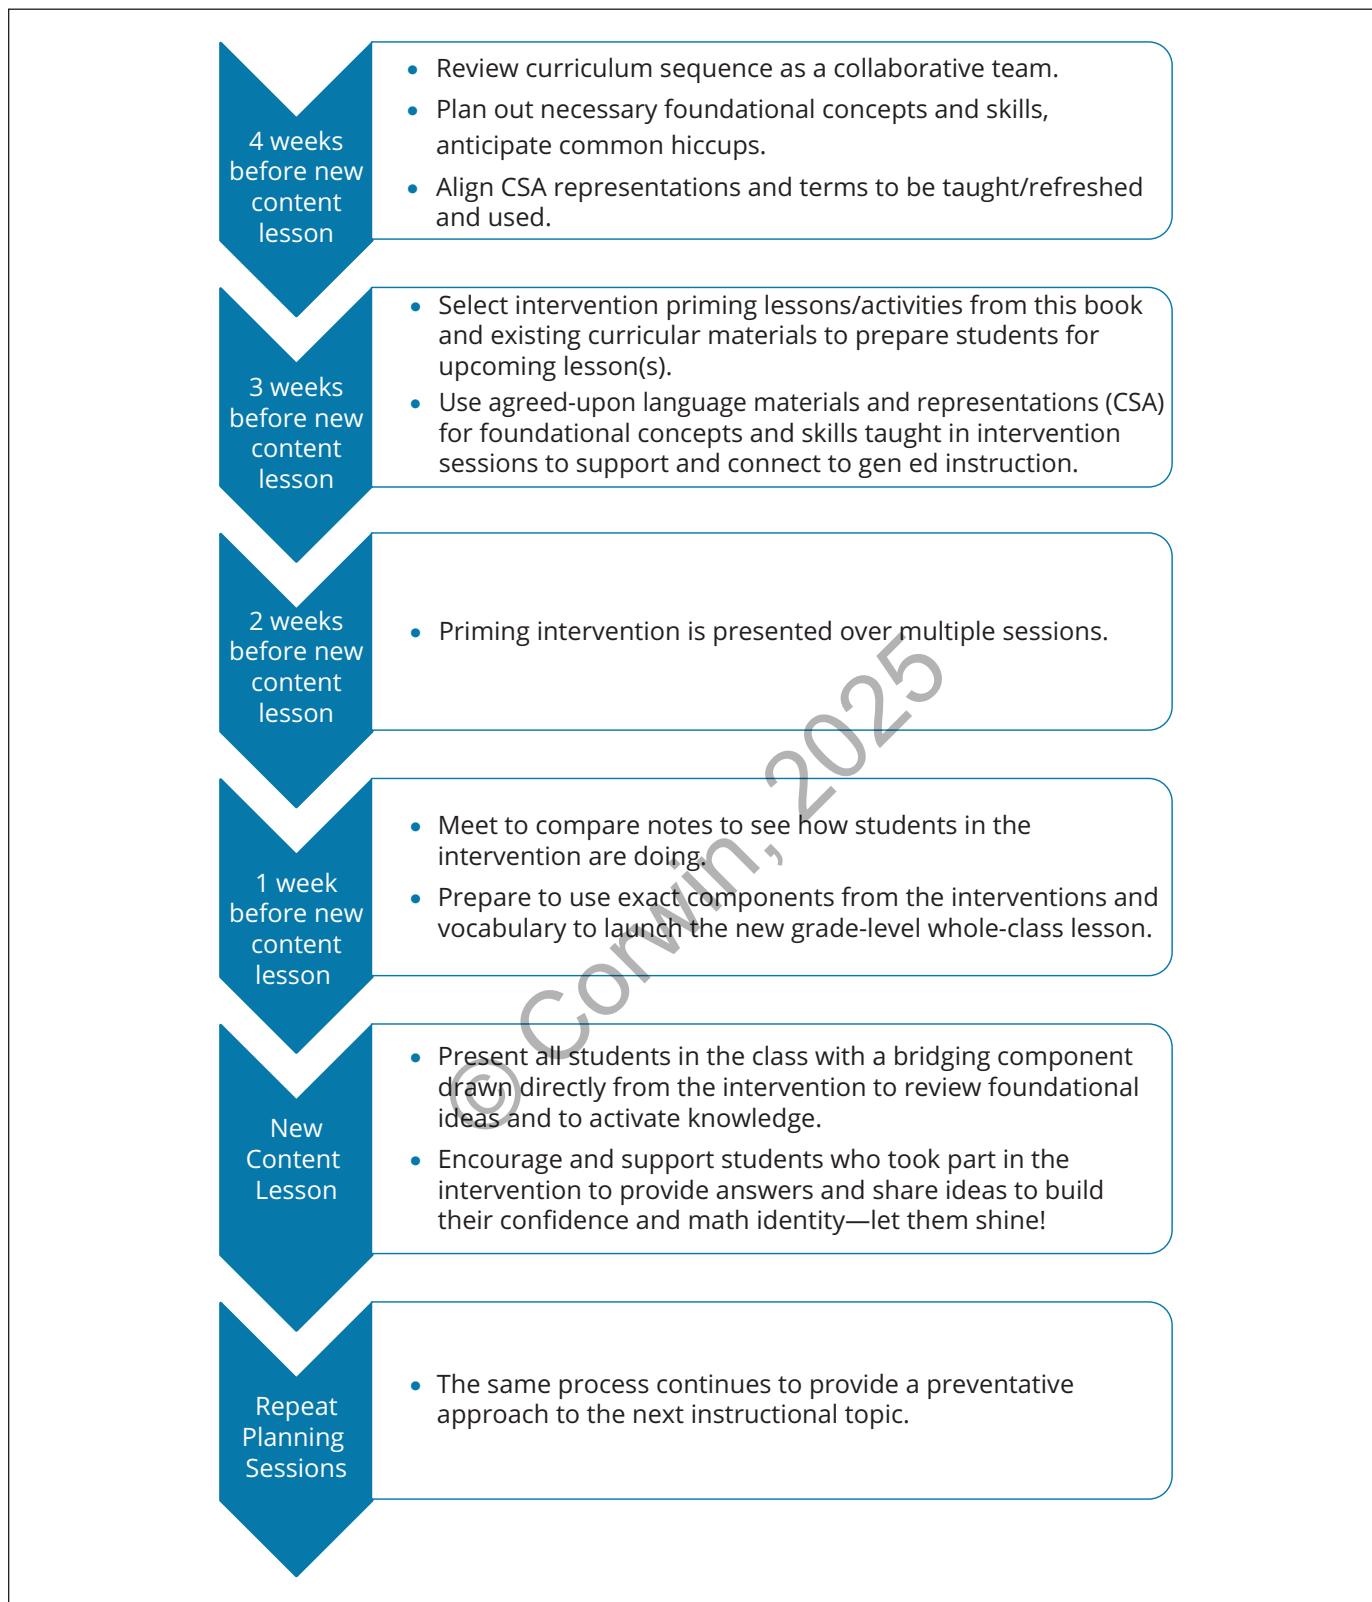 4 weeks
before new
content
lesson
• Review curriculum sequence as a collaborative team.
• Plan out necessary foundational concepts and skills,
anticipate common hiccups.
• Align CSA representations and terms to be taught/refreshed
and used.
3 weeks
before new
content
lesson
• Select intervention priming lessons/activities from this book
and existing curricular materials to prepare students for
upcoming lesson(s).
• Use agreed-upon language materials and representations (CSA)
for foundational concepts and skills taught in intervention
sessions to support and connect to gen ed instruction.
2 weeks
before new
content
lesson
• Priming intervention is presented over multiple sessions.
1 week
before new
content
lesson
• Meet to compare notes to see how students in the
intervention are doing.
• Prepare to use exact components from the interventions and
vocabulary to launch the new grade-level whole-class lesson.
New
Content
Lesson
• Present all students in the class with a bridging component
drawn directly from the intervention to review foundational
ideas and to activate knowledge.
• Encourage and support students who took part in the
intervention to provide answers and share ideas to build
their confidence and math identity—let them shine!
Repeat
Planning
Sessions
• The same process continues to provide a preventative
approach to the next instructional topic.
© Corwin, 2025